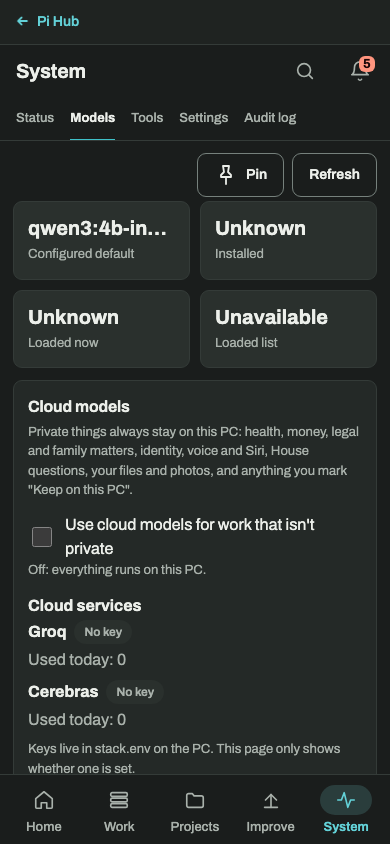 ← Pi Hub
System
5
Status Models Tools Settings Audit log
Pin Refresh
qwen3:4b-in...
Configured default
Unknown
Installed
Unknown
Loaded now
Unavailable
Loaded list
Cloud models
Private things always stay on this PC: health, money, legal
and family matters, identity, voice and Siri, House
questions, your files and photos, and anything you mark
"Keep on this PC".
Use cloud models for work that isn't
private
Off: everything runs on this PC.
Cloud services
Groq No key
Used today: 0
Cerebras No key
Used today: 0
Keys live in stack.env on the PC. This page only shows
whether one is set.
Home Work Projects Improve System